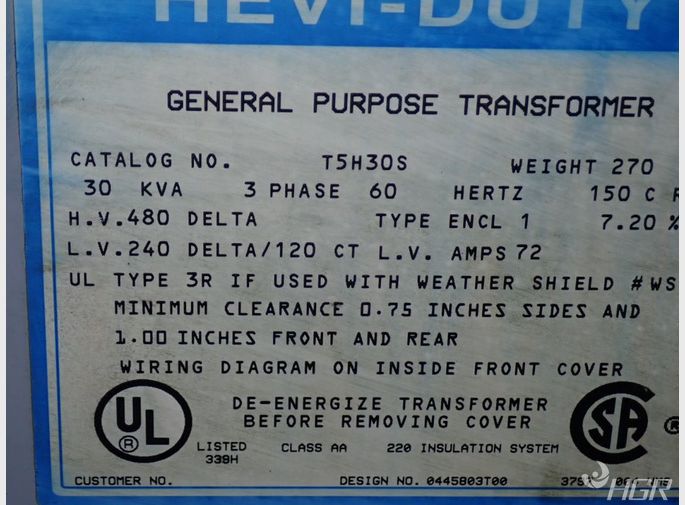 HEVI-DUTY
GENERAL PURPOSE TRANSFORMER
CATALOG NO. T5H30S WEIGHT 270
30 KVA 3 PHASE 60 HERTZ 150 C R
H.V.480 DELTA TYPE ENCL 1 7.20 %
L.V.240 DELTA/120 CT L.V. AMPS 72
UL TYPE 3R IF USED WITH WEATHER SHIELD #WS
MINIMUM CLEARANCE 0.75 INCHES SIDES AND
1.00 INCHES FRONT AND REAR
WIRING DIAGRAM ON INSIDE FRONT COVER
UL ® DE-ENERGIZE TRANSFORMER SA ®
BEFORE REMOVING COVER
LISTED CLASS AA 220 INSULATION SYSTEM
339H
CUSTOMER NO. DESIGN NO. 0445803T00
HGR